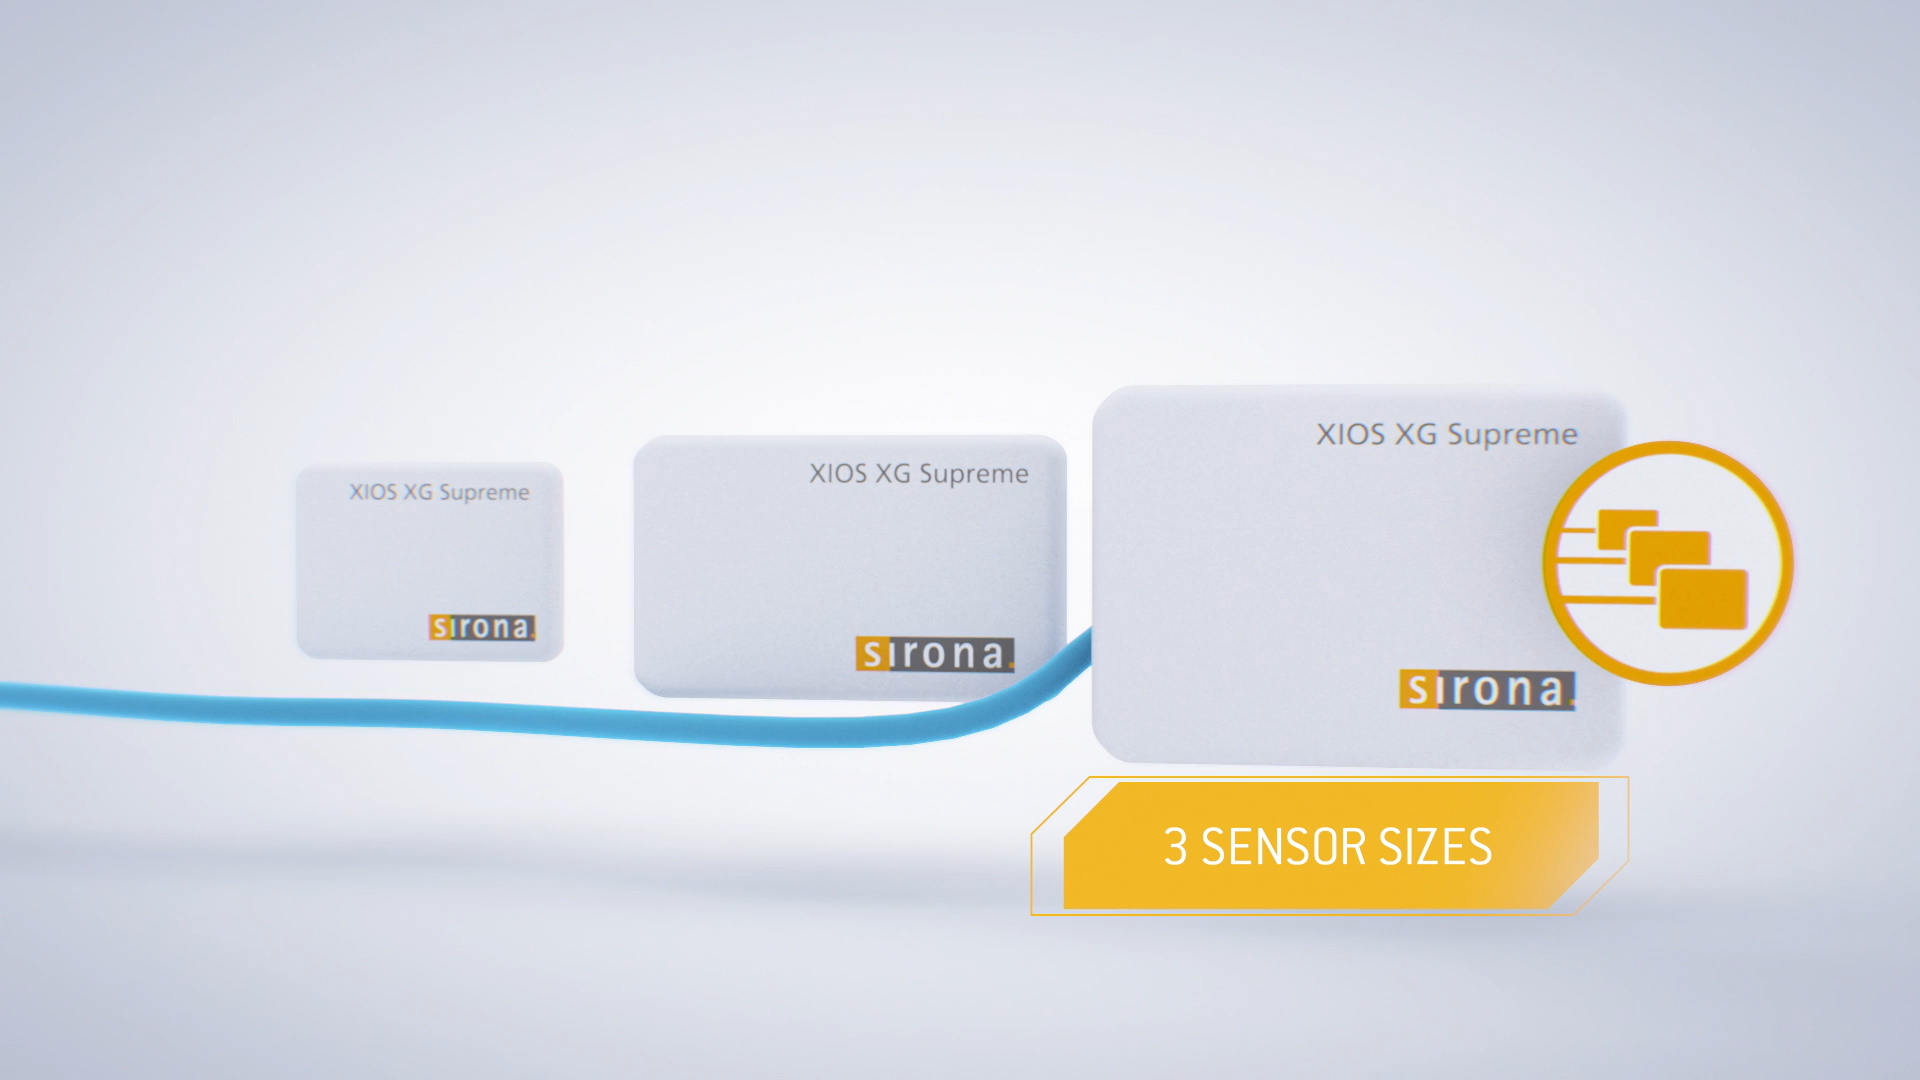 XIOS XG Supreme
sirona.
XIOS XG Supreme
sirona.
XIOS XG Supreme
sirona.
3 SENSOR SIZES